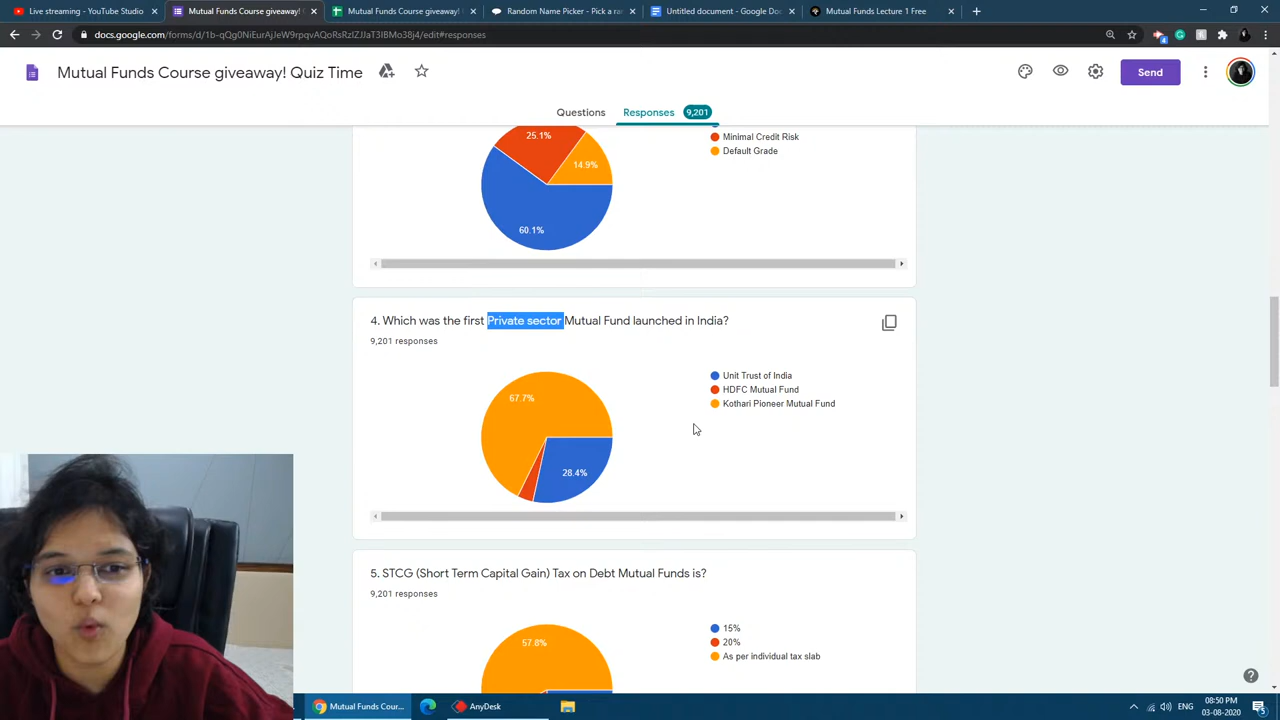 Live streaming - YouTube Studio
Mutual Funds Course giveaway! Q
Mutual Funds Course giveaway!
Random Name Picker - Pick a ran
Untitled document - Google Doc
Mutual Funds Lecture 1 Free
docs.google.com/forms/d/1b-qQg0NiEurAjJeW9rpqvAQoRsRzIZJJaT3IBMo38j4/edit#responses
Mutual Funds Course giveaway! Quiz Time
Send
Questions
Responses 9,201
25.1%
14.9%
60.1%
Minimal Credit Risk
Default Grade
4. Which was the first Private sector Mutual Fund launched in India?
9,201 responses
67.7%
28.4%
Unit Trust of India
HDFC Mutual Fund
Kothari Pioneer Mutual Fund
5. STCG (Short Term Capital Gain) Tax on Debt Mutual Funds is?
9,201 responses
57.8%
15%
20%
As per individual tax slab
Mutual Funds Cour...
AnyDesk
ENG
08:50 PM
03-08-2020